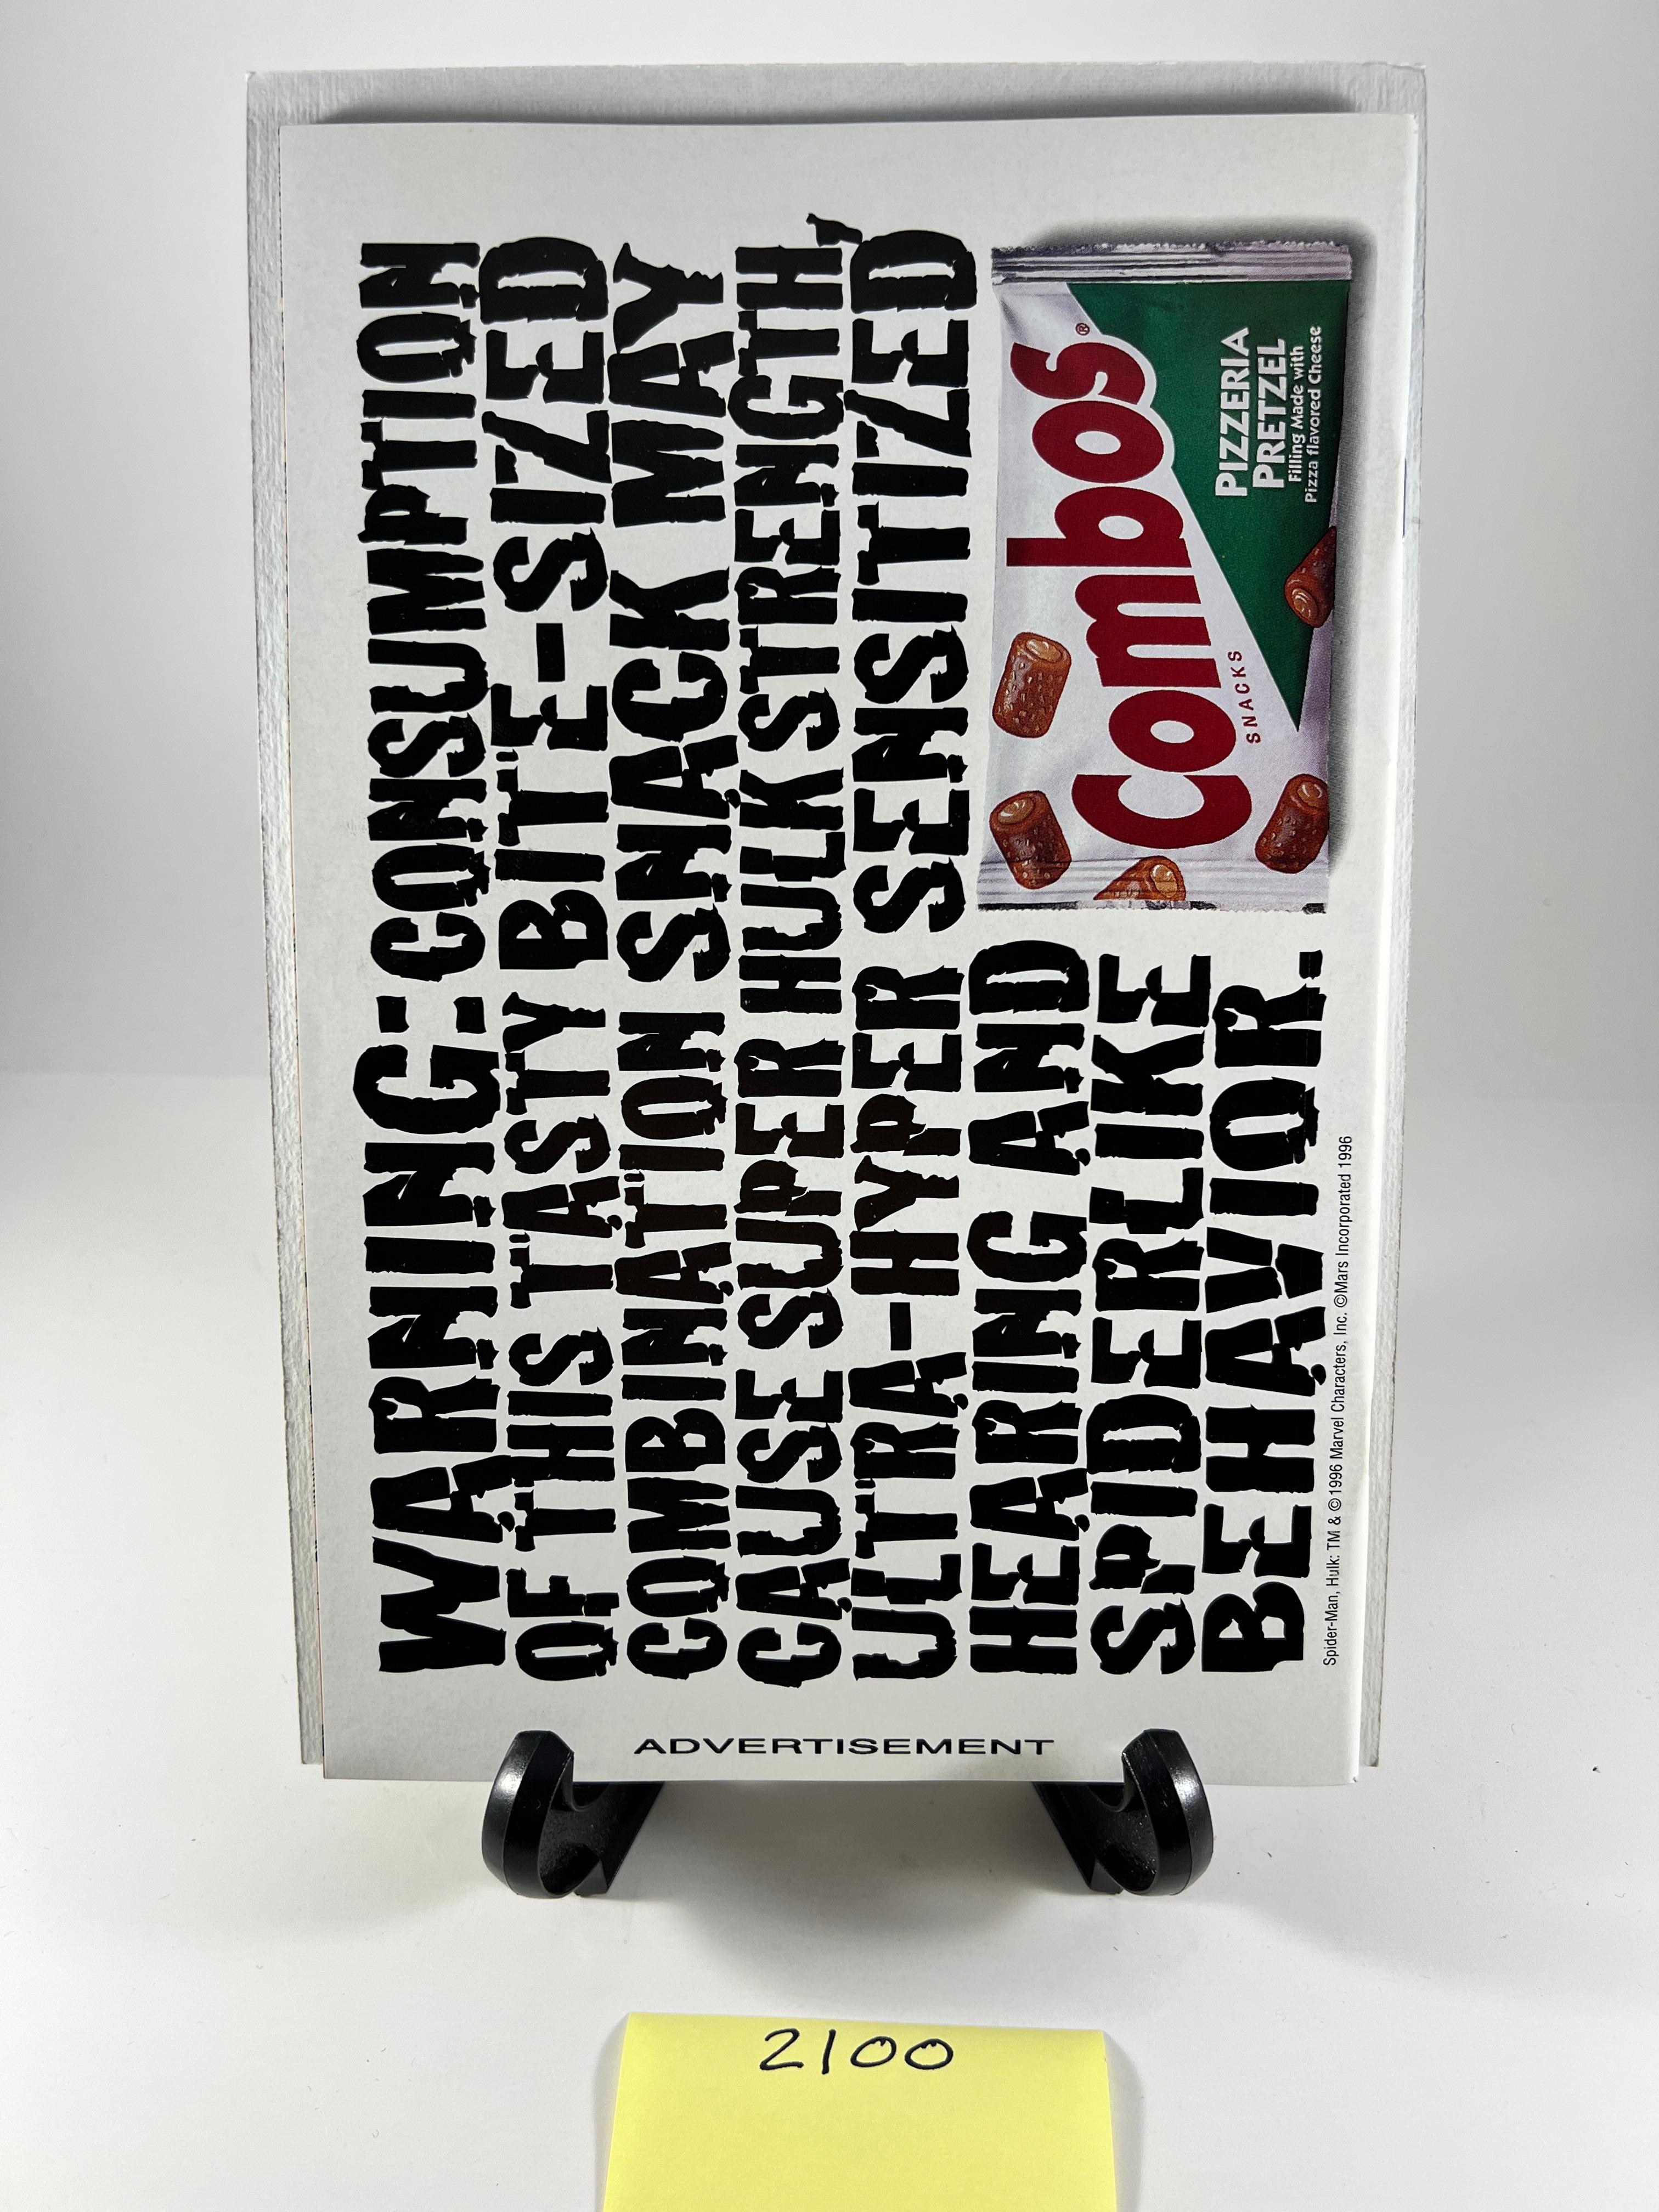 WARNING: CONSUMPTION
OF THIS TASTY BITE-SIZED
COMBINATION SNACK MAY
CAUSE SUPER HULK STRENGTH,
ULTRA-HYPER SENSITIZED
HEARING AND
SPIDERLIKE
BEHAVIOR.
Combos®
SNACKS
PIZZERIA
PRETZEL
Filling Made with
Pizza flavored Cheese
Spider-Man, Hulk: TM & ©1996 Marvel Characters, Inc. ©Mars Incorporated 1996
ADVERTISEMENT
2100